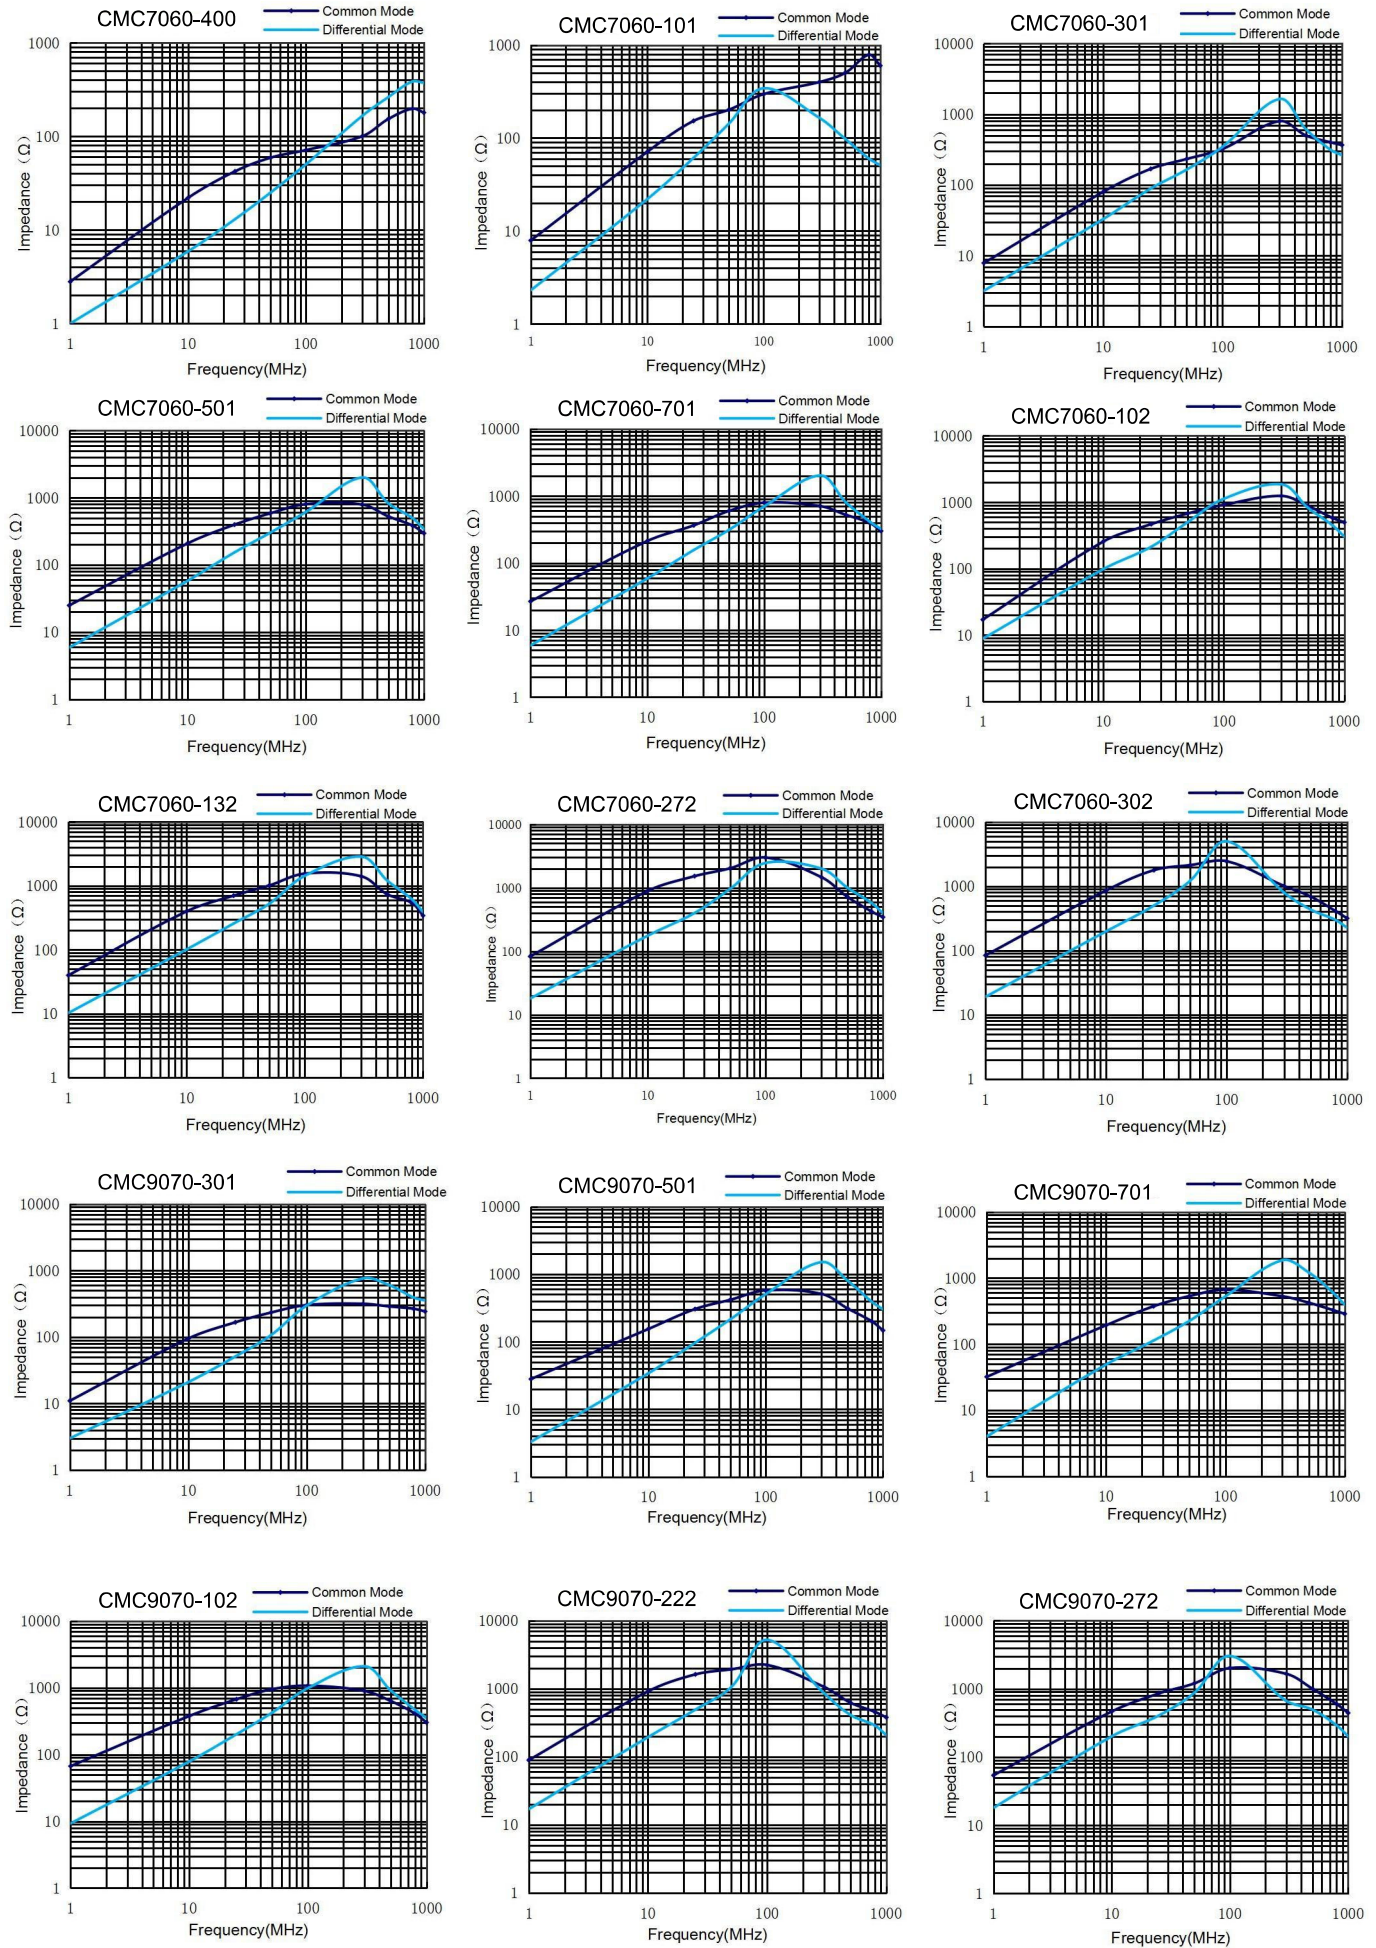 CMC7060-400
Common Mode
Differential Mode
1000
100
10
1
Impedance (Ω)
1 10 100 1000
Frequency(MHz)
CMC7060-101
Common Mode
Differential Mode
1000
100
10
1
Impedance (Ω)
1 10 100 1000
Frequency(MHz)
CMC7060-301
Common Mode
Differential Mode
10000
1000
100
10
1
Impedance (Ω)
1 10 100 1000
Frequency(MHz)
CMC7060-501
Common Mode
Differential Mode
10000
1000
100
10
1
Impedance (Ω)
1 10 100 1000
Frequency(MHz)
CMC7060-701
Common Mode
Differential Mode
10000
1000
100
10
1
Impedance (Ω)
1 10 100 1000
Frequency(MHz)
CMC7060-102
Common Mode
Differential Mode
10000
1000
100
10
1
Impedance (Ω)
1 10 100 1000
Frequency(MHz)
CMC7060-132
Common Mode
Differential Mode
10000
1000
100
10
1
Impedance (Ω)
1 10 100 1000
Frequency(MHz)
CMC7060-272
Common Mode
Differential Mode
10000
1000
100
10
1
Impedance (Ω)
1 10 100 1000
Frequency(MHz)
CMC7060-302
Common Mode
Differential Mode
10000
1000
100
10
1
Impedance (Ω)
1 10 100 1000
Frequency(MHz)
CMC9070-301
Common Mode
Differential Mode
10000
1000
100
10
1
Impedance (Ω)
1 10 100 1000
Frequency(MHz)
CMC9070-501
Common Mode
Differential Mode
10000
1000
100
10
1
Impedance (Ω)
1 10 100 1000
Frequency(MHz)
CMC9070-701
Common Mode
Differential Mode
10000
1000
100
10
1
Impedance (Ω)
1 10 100 1000
Frequency(MHz)
CMC9070-102
Common Mode
Differential Mode
10000
1000
100
10
1
Impedance (Ω)
1 10 100 1000
Frequency(MHz)
CMC9070-222
Common Mode
Differential Mode
10000
1000
100
10
1
Impedance (Ω)
1 10 100 1000
Frequency(MHz)
CMC9070-272
Common Mode
Differential Mode
10000
1000
100
10
1
Impedance (Ω)
1 10 100 1000
Frequency(MHz)